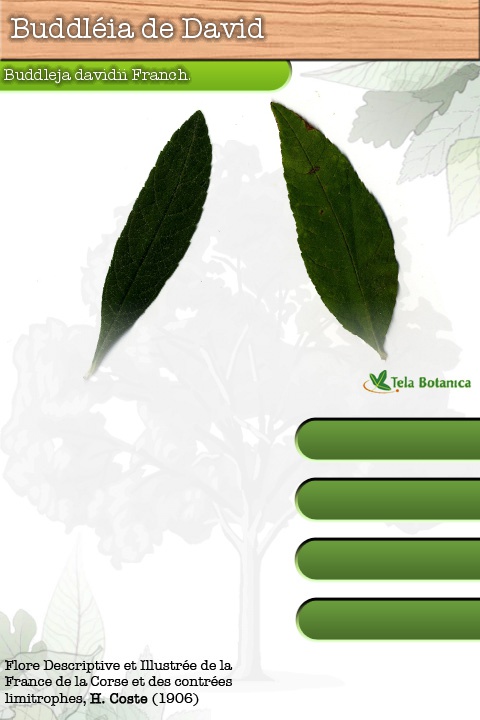 Buddléia de David
Buddleja davidii Franch.
Tela Botanica
Flore Descriptive et Illustrée de la
France de la Corse et des contrées
limitrophes, H. Coste (1906)